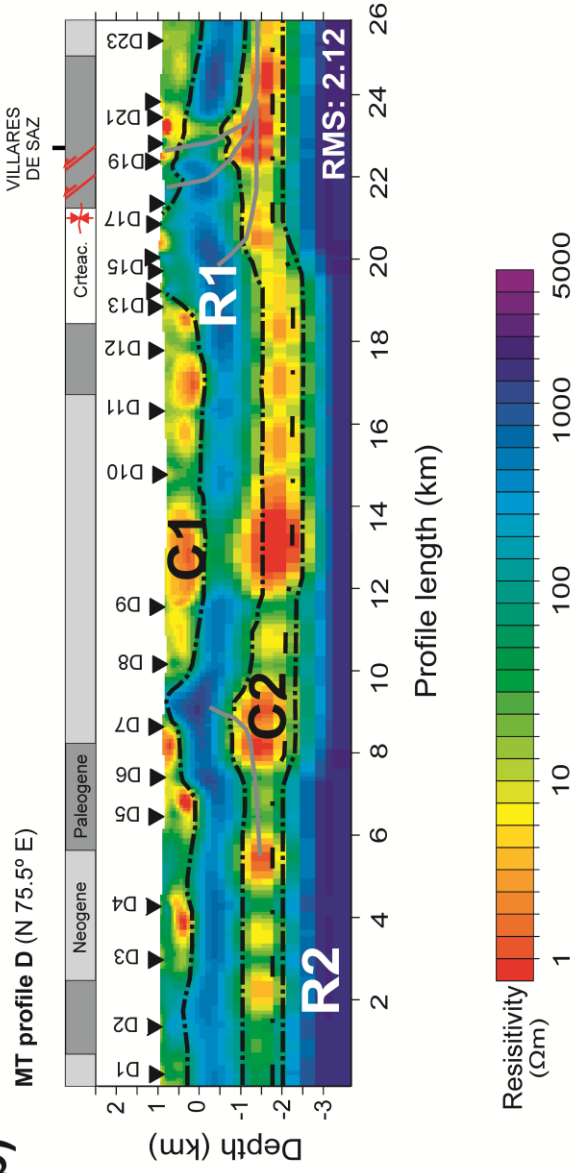 MT profile D (N 75.5º E)
VILLARES
DE SAZ
Neogene
Paleogene
Crteac.
D1 D2 D3 D4 D5 D6 D7 D8 D9 D10 D11 D12 D13 D15 D17 D19 D21 D23
Depth (km)
2
1
0
-1
-2
-3
C1
R1
C2
R2
RMS: 2.12
2 4 6 8 10 12 14 16 18 20 22 24 26
Profile length (km)
Resisitivity
(Ωm)
1 10 100 1000 5000